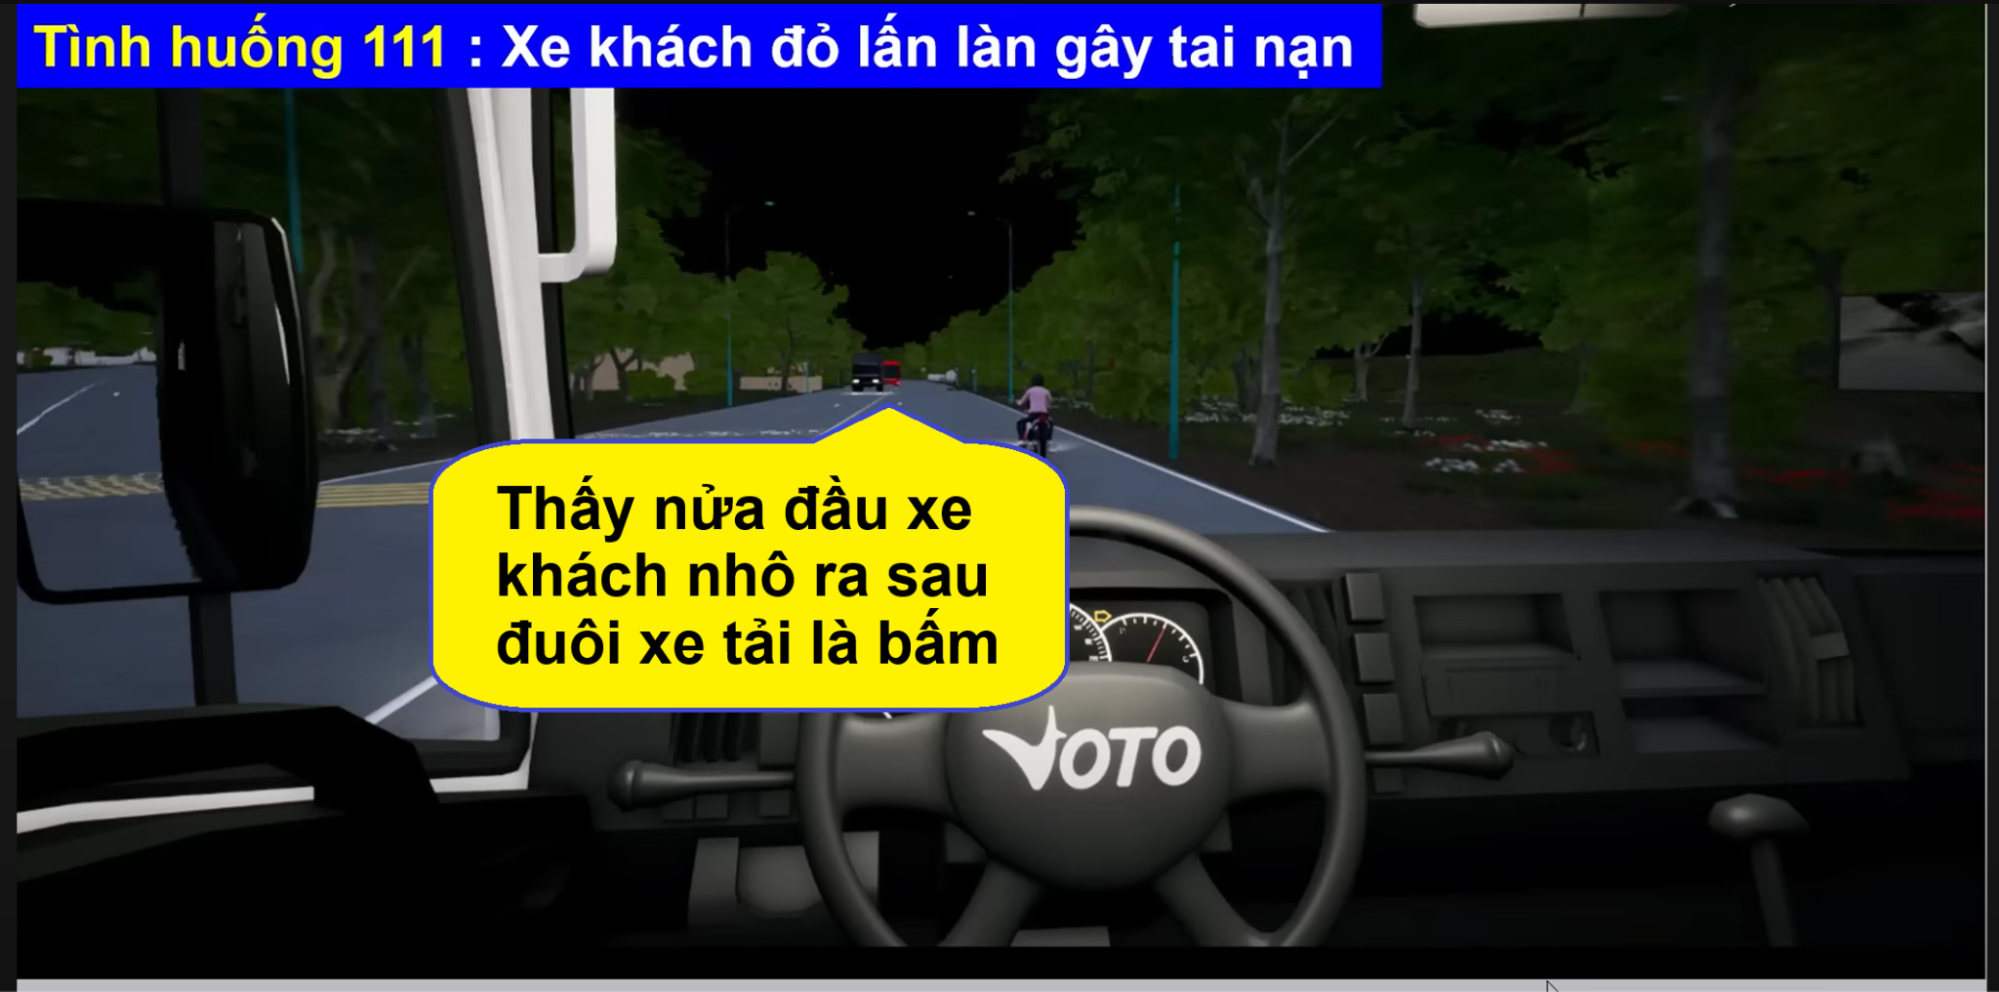 Tình huống 111 : Xe khách đỏ lấn làn gây tai nạn
Thấy nửa đầu xe
khách nhô ra sau
đuôi xe tải là bấm
VOTO